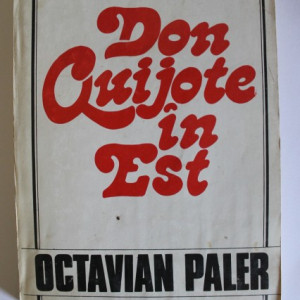 Don
Quijote
în
Est
OCTAVIAN PALER